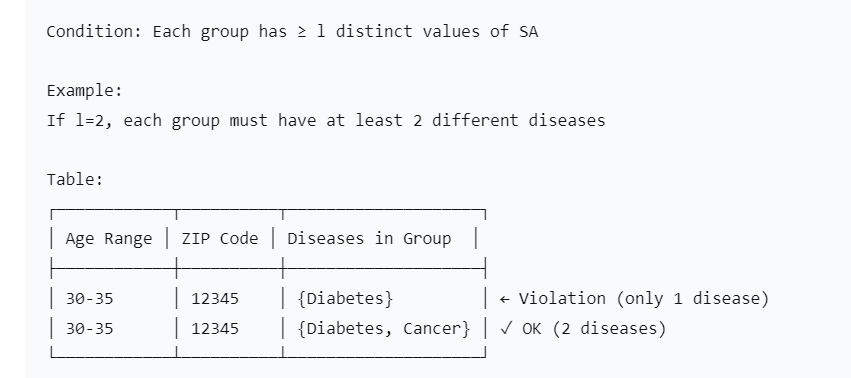 Condition: Each group has ≥ l distinct values of SA
Example:
If l=2, each group must have at least 2 different diseases
Table:
│ Age Range │ ZIP Code │ Diseases in Group │
│ 30-35 │ 12345 │ {Diabetes} │ ← Violation (only 1 disease)
│ 30-35 │ 12345 │ {Diabetes, Cancer} │ ✓ OK (2 diseases)